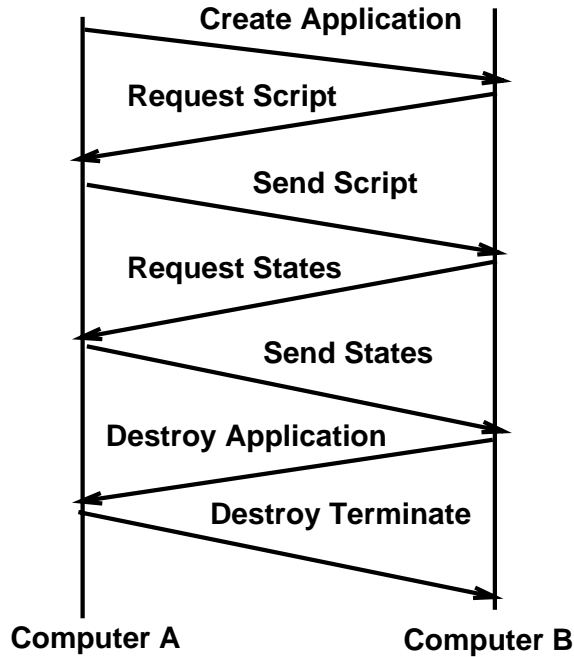 Create Application
Request Script
Send Script
Request States
Send States
Destroy Application
Destroy Terminate
Computer A
Computer B